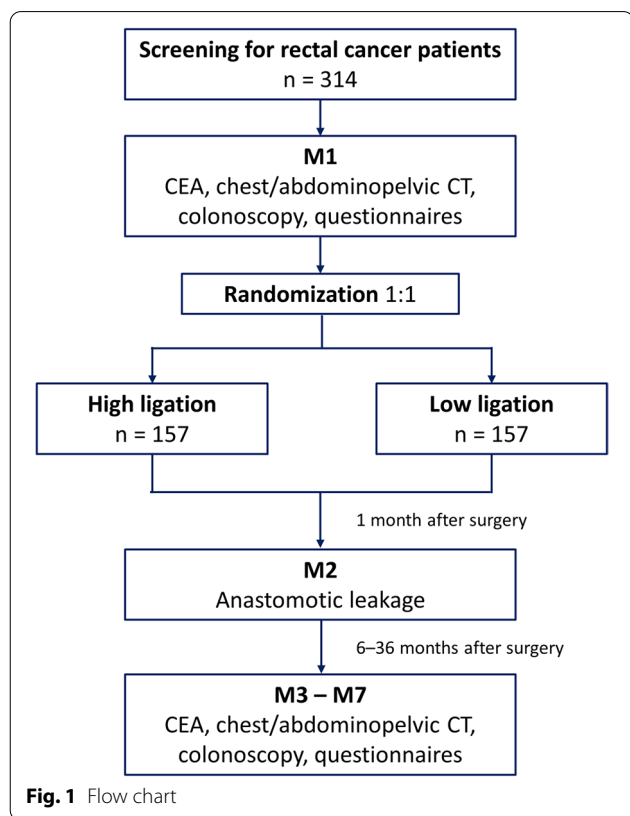 Screening for rectal cancer patients
n = 314
M1
CEA, chest/abdominopelvic CT,
colonoscopy, questionnaires
Randomization 1:1
High ligation
n = 157
Low ligation
n = 157
1 month after surgery
M2
Anastomotic leakage
6–36 months after surgery
M3 – M7
CEA, chest/abdominopelvic CT,
colonoscopy, questionnaires
Fig. 1 Flow chart